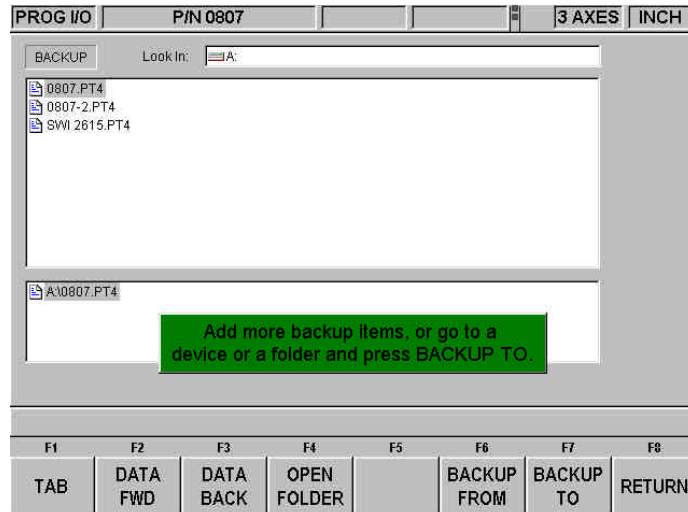 PROG I/O P/N 0807 3 AXES INCH
BACKUP Look In: A:
0807.PT4
0807-2.PT4
SWI 2615.PT4
A:\0807.PT4
Add more backup items, or go to a
device or a folder and press BACKUP TO.
F1 F2 F3 F4 F5 F6 F7 F8
TAB DATA FWD DATA BACK OPEN FOLDER BACKUP FROM BACKUP TO RETURN